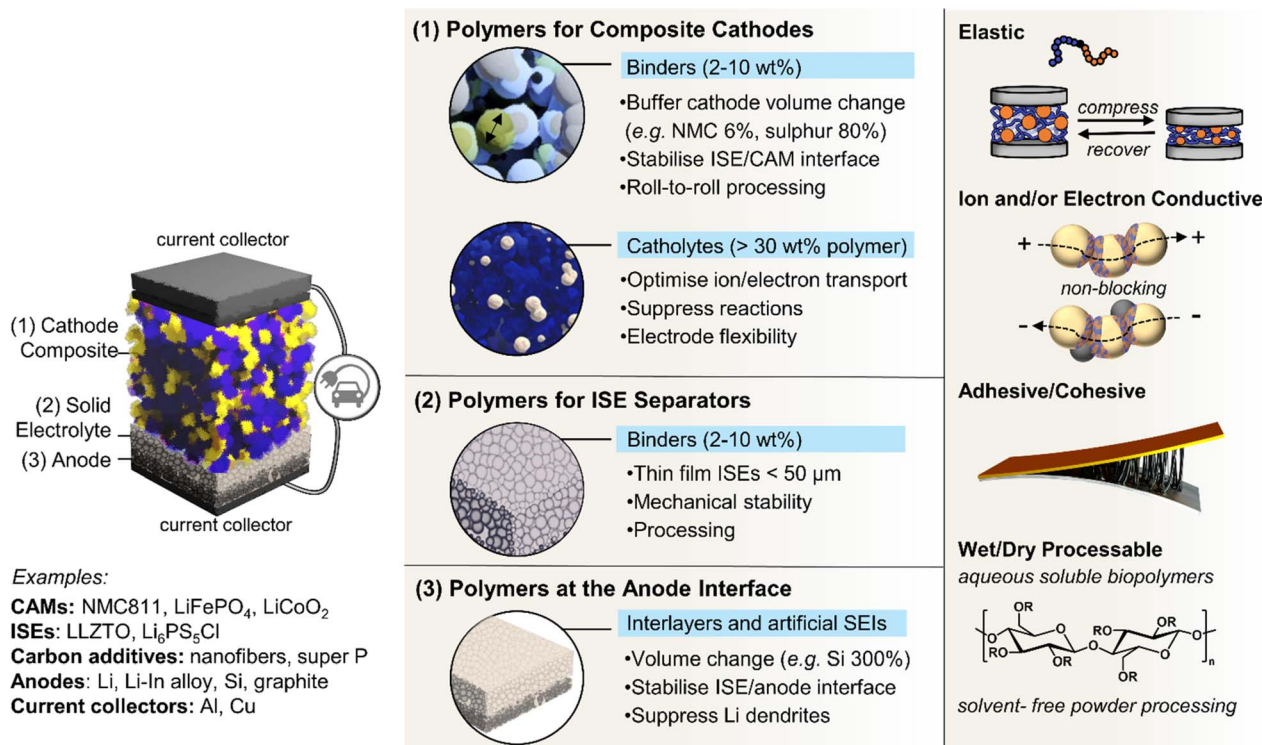 current collector
(1) Cathode
Composite
(2) Solid
Electrolyte
(3) Anode
current collector
Examples:
CAMs: NMC811, LiFePO4, LiCoO2
ISEs: LLZTO, Li6PS5Cl
Carbon additives: nanofibers, super P
Anodes: Li, Li-In alloy, Si, graphite
Current collectors: Al, Cu
(1) Polymers for Composite Cathodes
Binders (2-10 wt%)
•Buffer cathode volume change
(e.g. NMC 6%, sulphur 80%)
•Stabilise ISE/CAM interface
•Roll-to-roll processing
Catholytes (> 30 wt% polymer)
•Optimise ion/electron transport
•Suppress reactions
•Electrode flexibility
(2) Polymers for ISE Separators
Binders (2-10 wt%)
•Thin film ISEs < 50 μm
•Mechanical stability
•Processing
(3) Polymers at the Anode Interface
Interlayers and artificial SEIs
•Volume change (e.g. Si 300%)
•Stabilise ISE/anode interface
•Suppress Li dendrites
Elastic
compress
recover
Ion and/or Electron Conductive
+ +
non-blocking
- -
Adhesive/Cohesive
Wet/Dry Processable
aqueous soluble biopolymers
OR OR
RO O RO O
O O O n
RO OR
OR
solvent- free powder processing